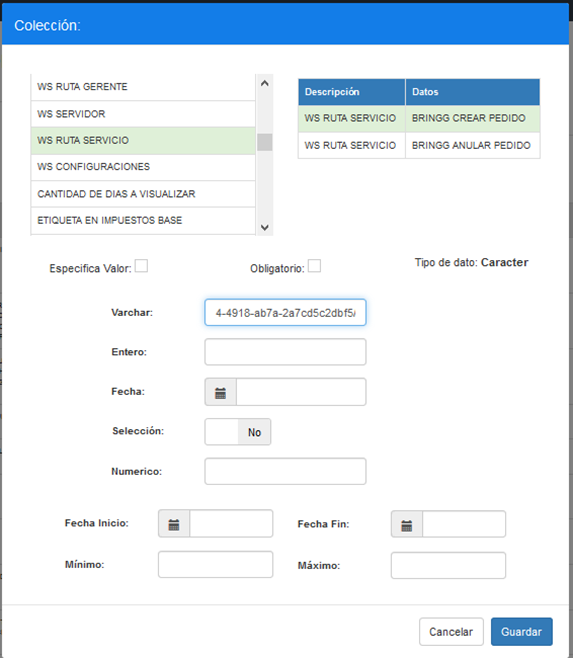 Colección:
WS RUTA GERENTE
WS SERVIDOR
WS RUTA SERVICIO
WS CONFIGURACIONES
CANTIDAD DE DIAS A VISUALIZAR
ETIQUETA EN IMPUESTOS BASE
Descripción Datos
WS RUTA SERVICIO BRINGG CREAR PEDIDO
WS RUTA SERVICIO BRINGG ANULAR PEDIDO
Especifica Valor: Obligatorio: Tipo de dato: Caracter
Varchar: 4-4918-ab7a-2a7cd5c2dbf5/
Entero:
Fecha:
Selección: No
Numerico:
Fecha Inicio: Fecha Fin:
Mínimo: Máximo:
Cancelar Guardar